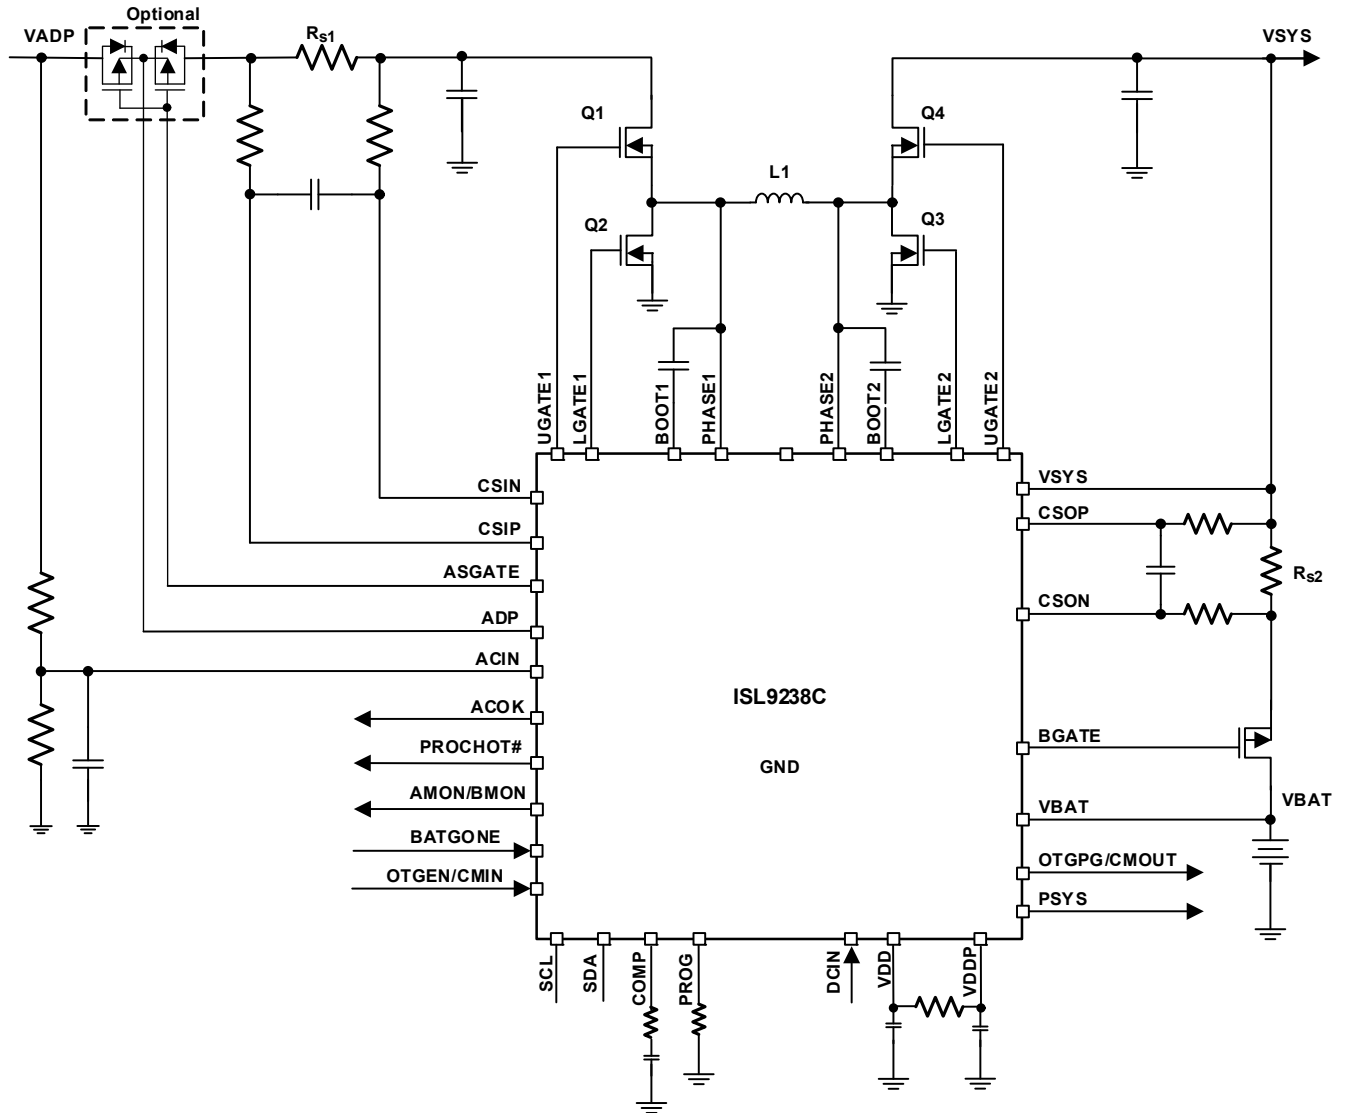 Optional
VADP
Rs1
VSYS
Q1
Q4
L1
Q2
Q3
UGATE1
LGATE1
BOOT1
PHASE1
PHASE2
BOOT2
LGATE2
UGATE2
CSIN
CSIP
ASGATE
ADP
ACIN
ACOK
PROCHOT#
AMON/BMON
BATGONE
OTGEN/CMIN
ISL9238C
GND
VSYS
CSOP
Rs2
CSON
BGATE
VBAT
VBAT
OTGPG/CMOUT
PSYS
SCL
SDA
COMP
PROG
DCIN
VDD
VDDP